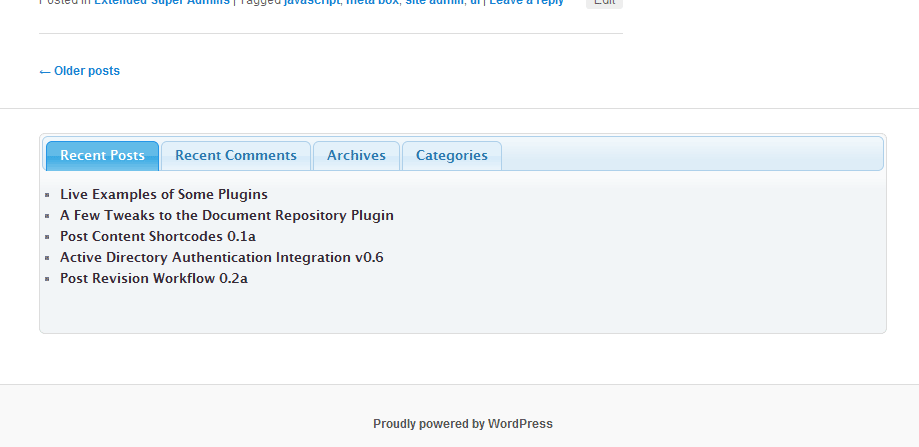 Posted in Extended Super Admins | Tagged javascript, meta box, site admin, ui | Leave a reply Edit
← Older posts
Recent Posts Recent Comments Archives Categories
Live Examples of Some Plugins
A Few Tweaks to the Document Repository Plugin
Post Content Shortcodes 0.1a
Active Directory Authentication Integration v0.6
Post Revision Workflow 0.2a
Proudly powered by WordPress